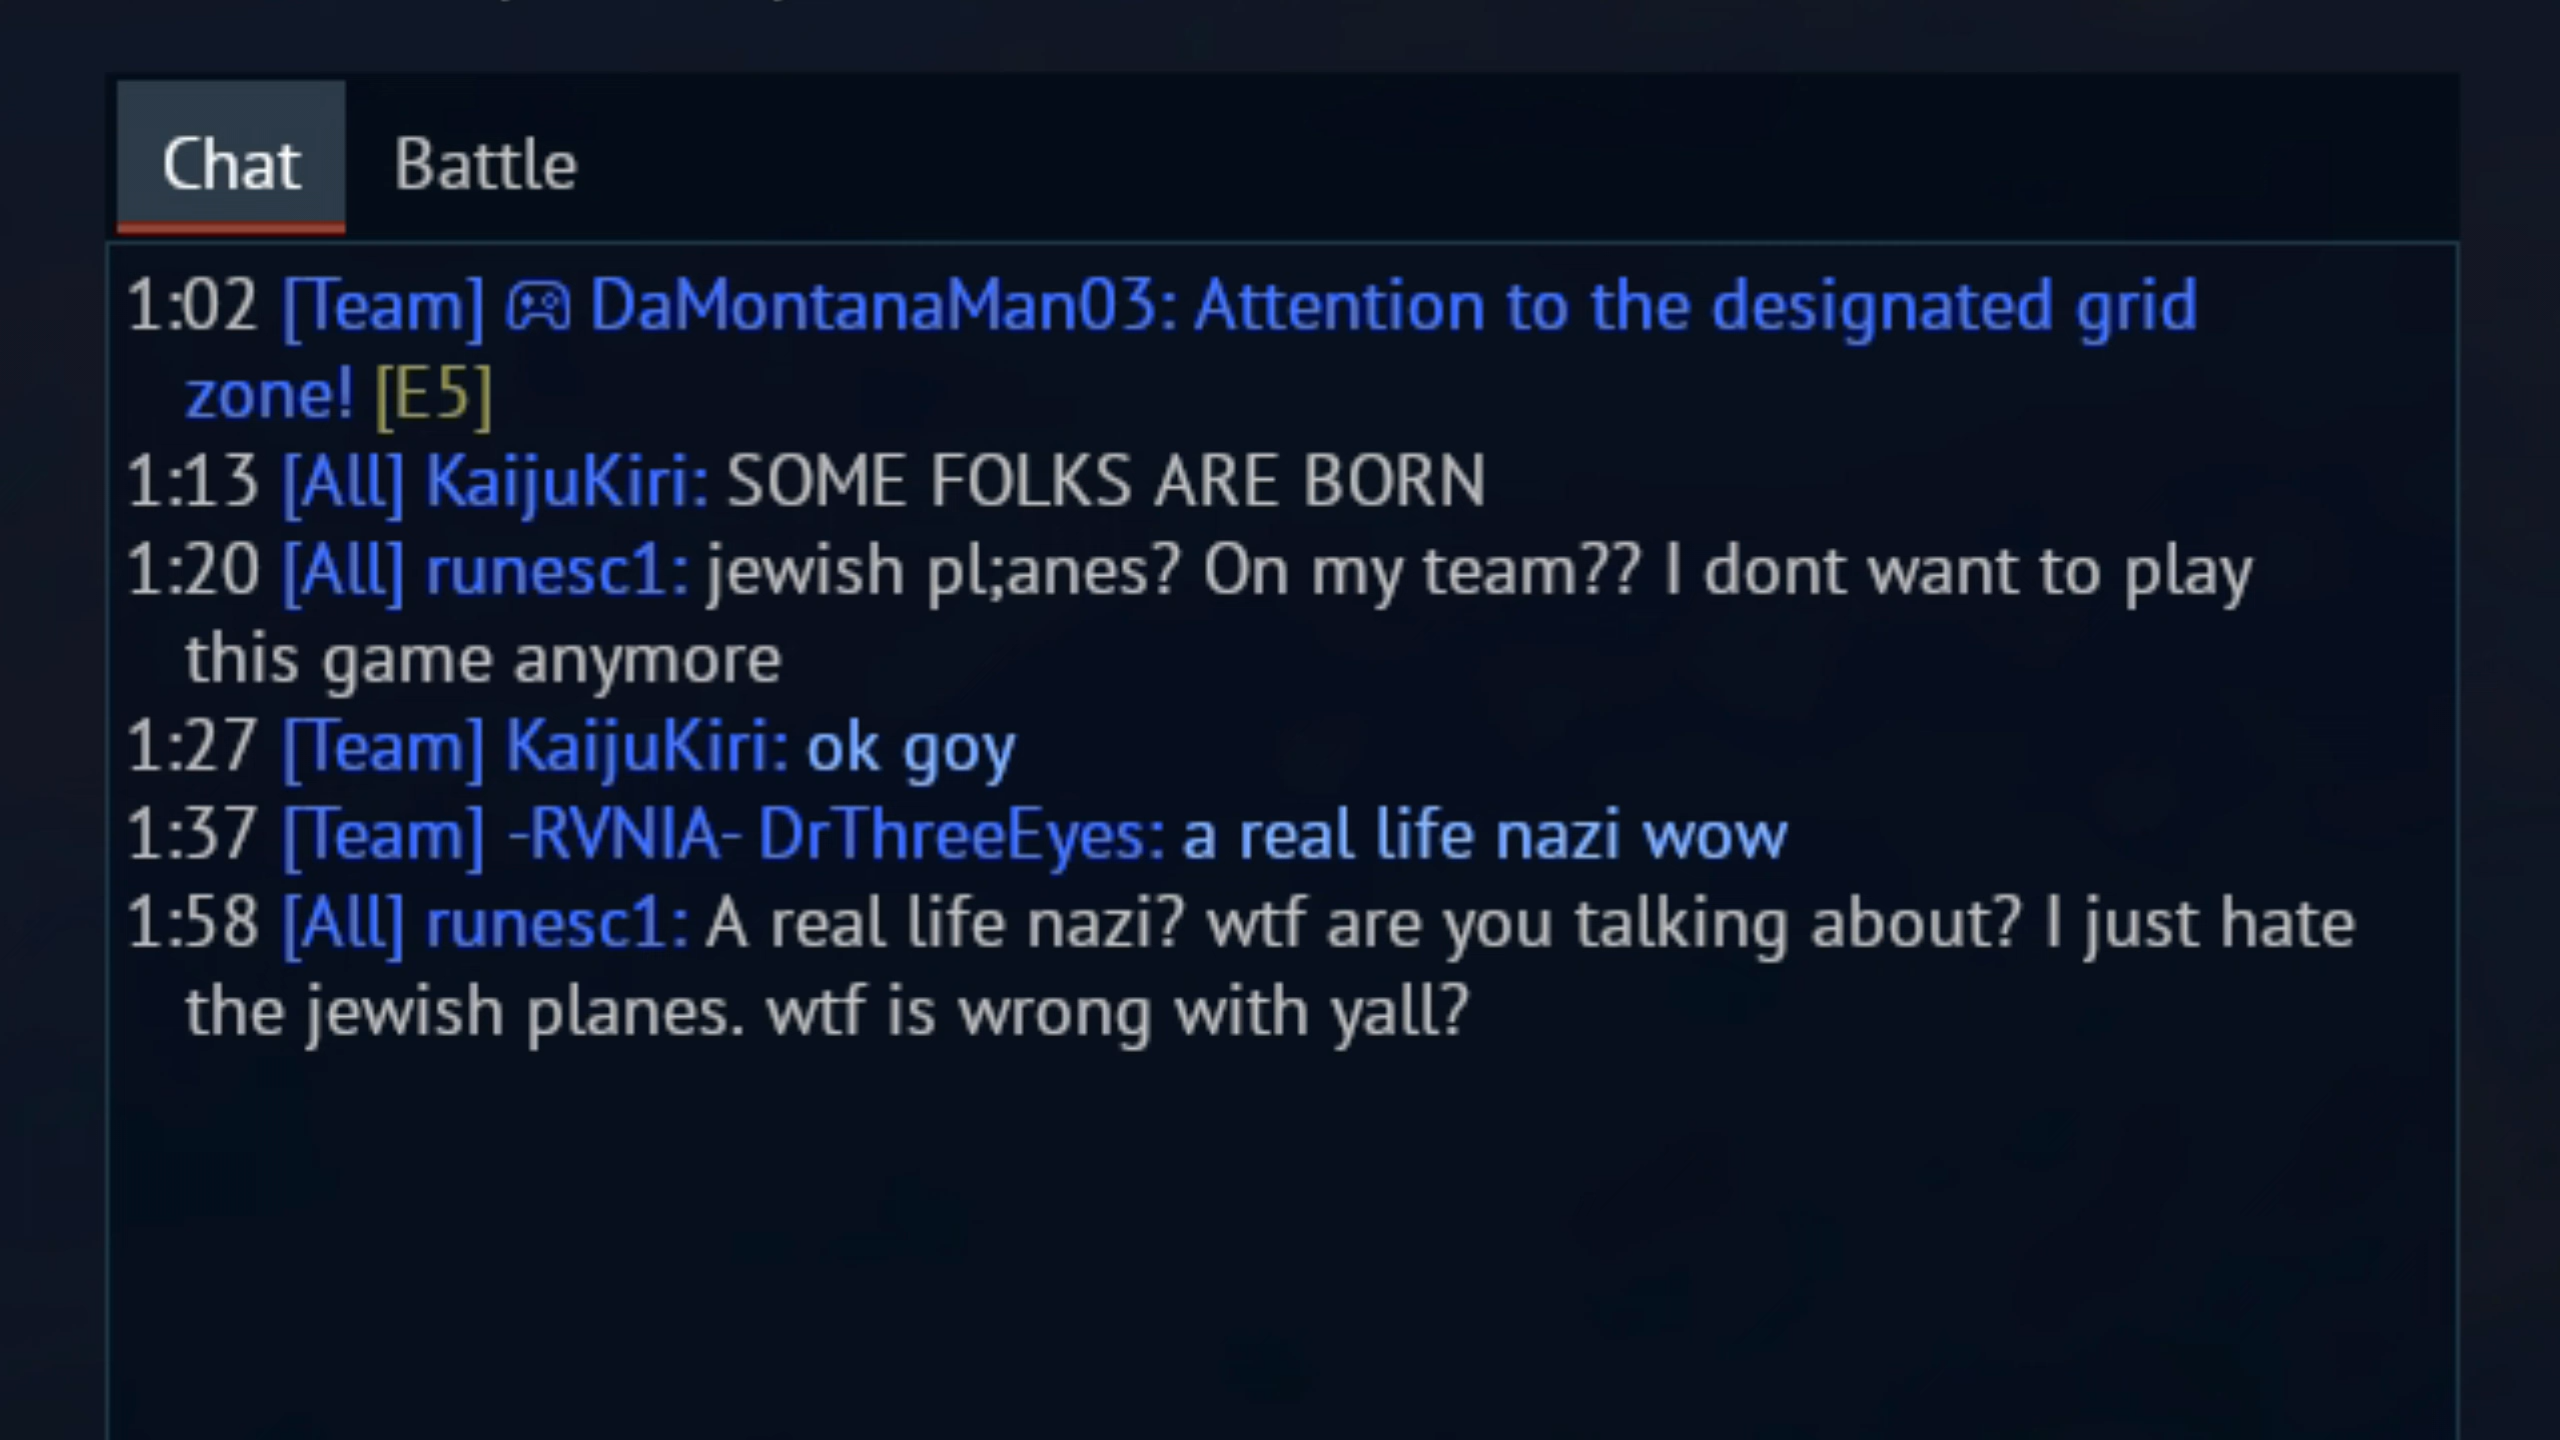 Chat Battle
1:02 [Team] DaMontanaMan03: Attention to the designated grid
zone! [E5]
1:13 [All] KaijuKiri: SOME FOLKS ARE BORN
1:20 [All] runesc1: jewish pl;anes? On my team?? I dont want to play
this game anymore
1:27 [Team] KaijuKiri: ok goy
1:37 [Team] -RVNIA- DrThreeEyes: a real life nazi wow
1:58 [All] runesc1: A real life nazi? wtf are you talking about? I just hate
the jewish planes. wtf is wrong with yall?